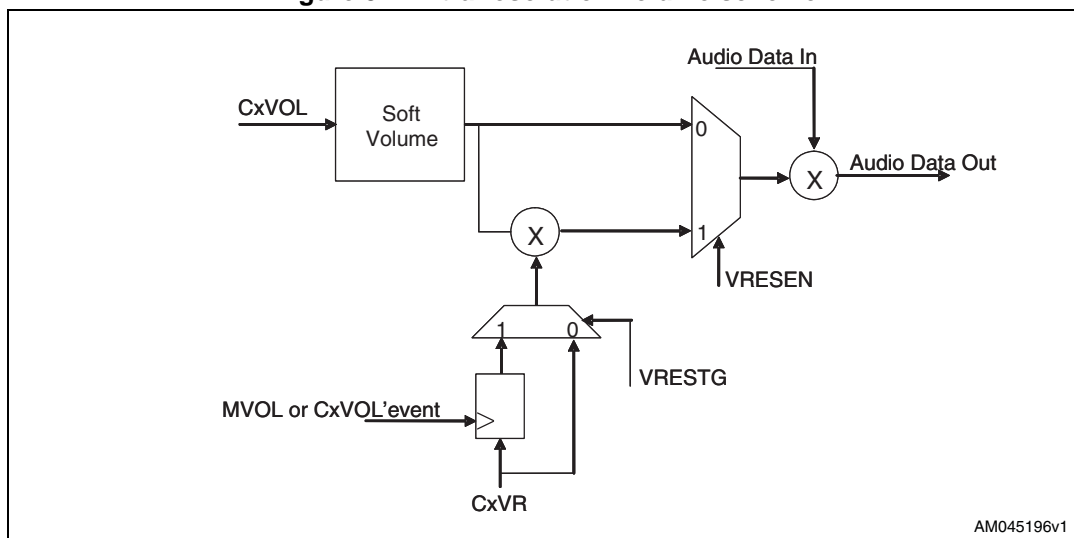 Audio Data In
CxVOL
Soft
Volume
0
Audio Data Out
X
X
1
VRESEN
1
0
VRESTG
MVOL or CxVOL'event
CxVR
AM045196v1